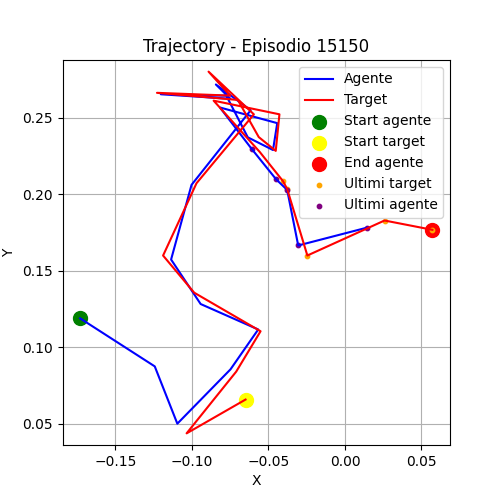 Trajectory - Episodio 15150
Agente
Target
Start agente
Start target
End agente
Ultimi target
Ultimi agente
0.25
0.20
0.15
0.10
0.05
Y
−0.15
−0.10
−0.05
0.00
0.05
X